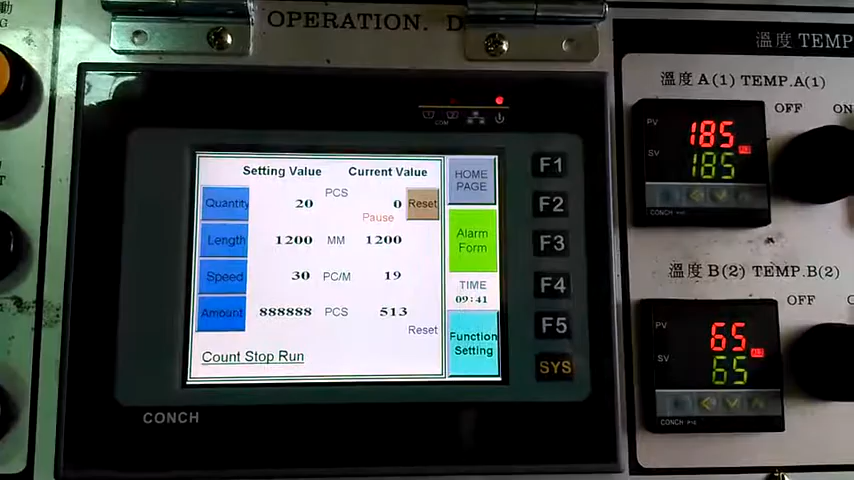 動
OPERATION. D
溫度 TEMP
溫度 A(1) TEMP.A(1)
OFF
PV 185
SV 185
CONCH
COM
Setting Value Current Value HOME PAGE
Quantity 20 PCS 0 Reset
Pause
Alarm Form
Length 1200 MM 1200
Speed 30 PC/M 19
TIME
09:41
Amount 888888 PCS 513
Reset
Function Setting
Count Stop Run
F1
F2
F3
F4
F5
SYS
CONCH
溫度 B(2) TEMP.B(2)
OFF
PV 65
SV 65
CONCH